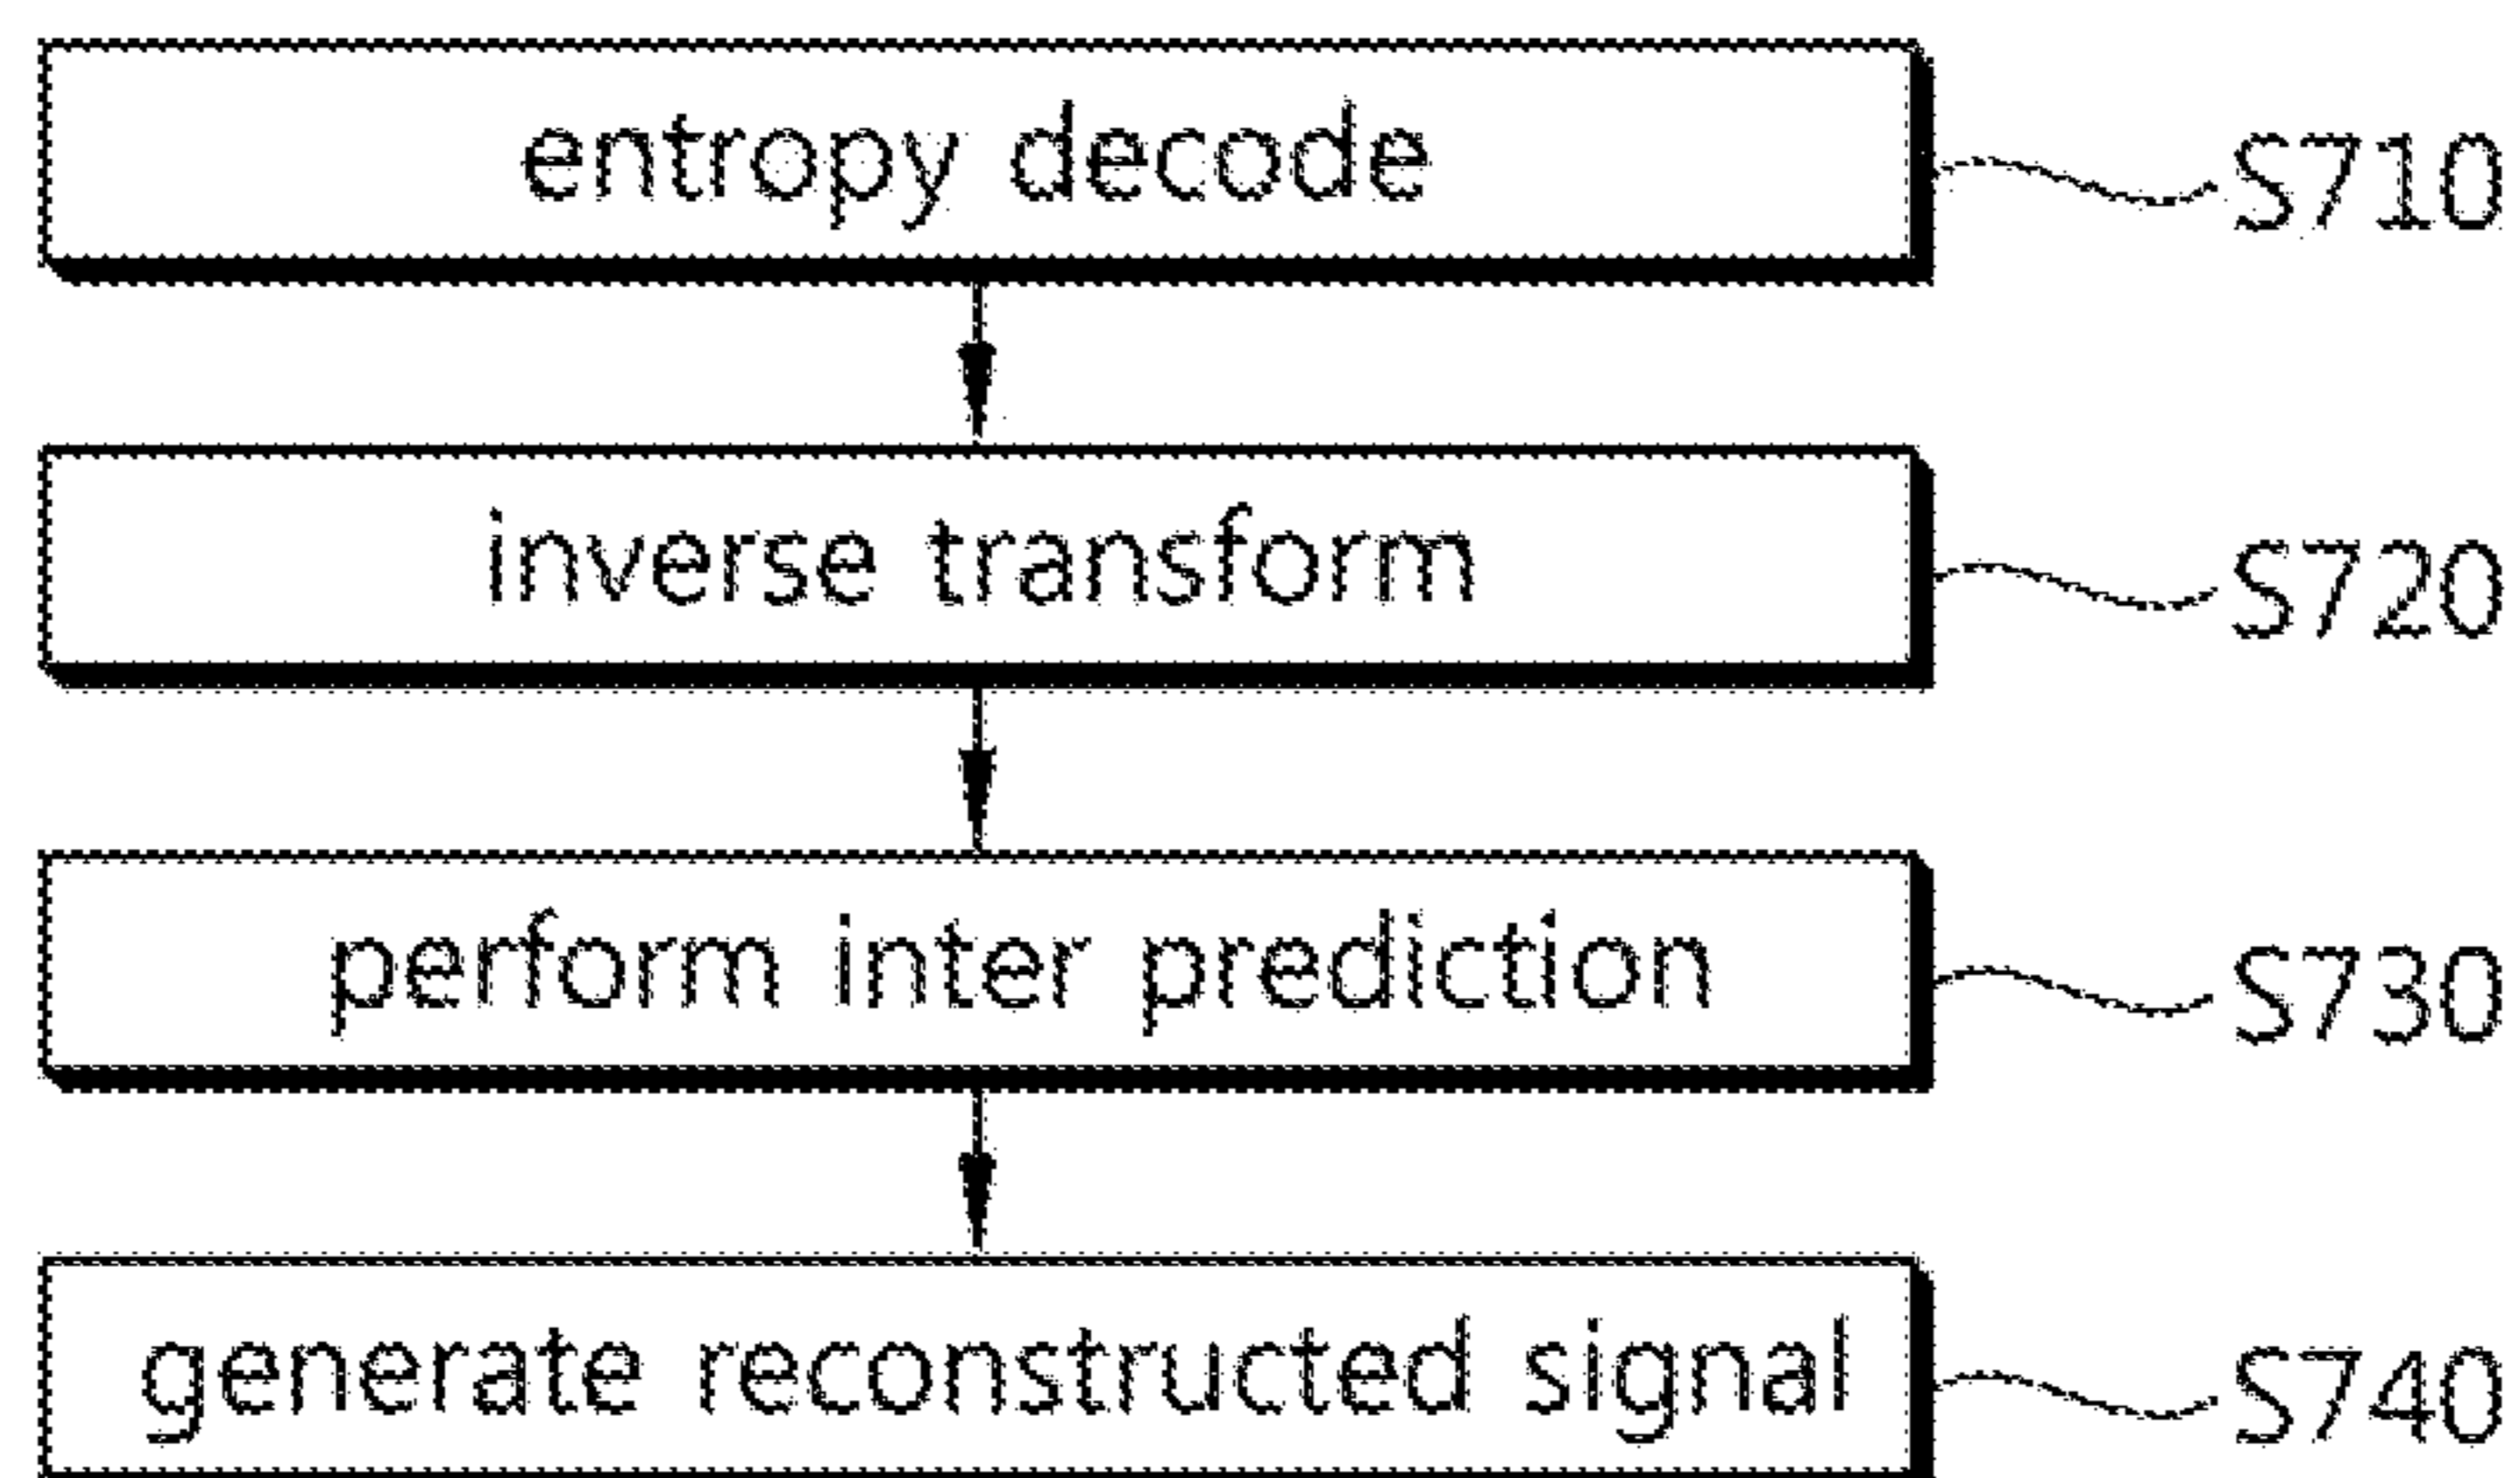 entropy decode S710
inverse transform S720
perform inter prediction S730
generate reconstructed signal S740